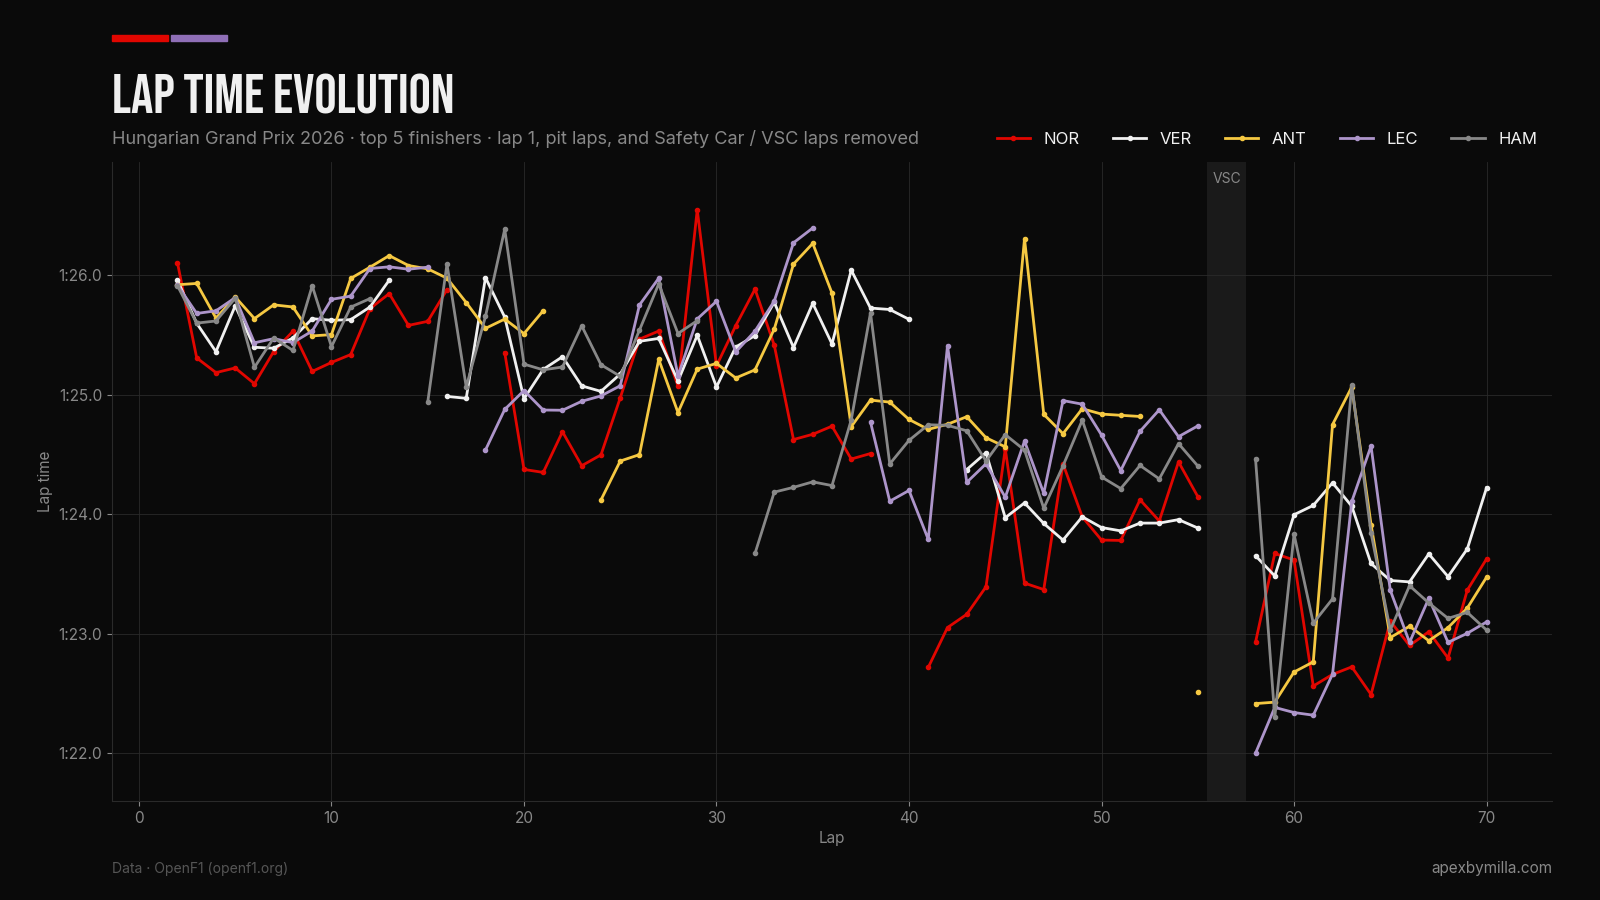 LAP TIME EVOLUTION
Hungarian Grand Prix 2026 · top 5 finishers · lap 1, pit laps, and Safety Car / VSC laps removed
NOR VER ANT LEC HAM
VSC
1:26.0
1:25.0
1:24.0
1:23.0
1:22.0
Lap time
0 10 20 30 40 50 60 70
Lap
Data · OpenF1 (openf1.org)
apexbymilla.com